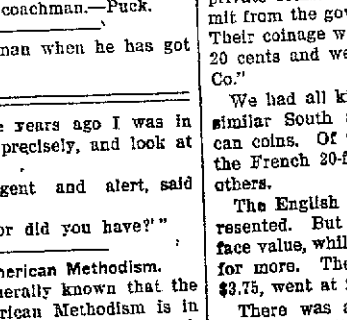 coachman.—Puck.
man when he has got
years ago I was in
precisely, and look at
gent and alert, said
or did you have?'"
merican Methodism.
nerally known that the
rican Methodism is in
mit from the gov
Their coinage w
20 cents and we
Co."
We had all k
similar South
can coins. Of
the French 20-f
others.
The English
resented. But
face value, whil
for more. The
$3.75, went at
There was a